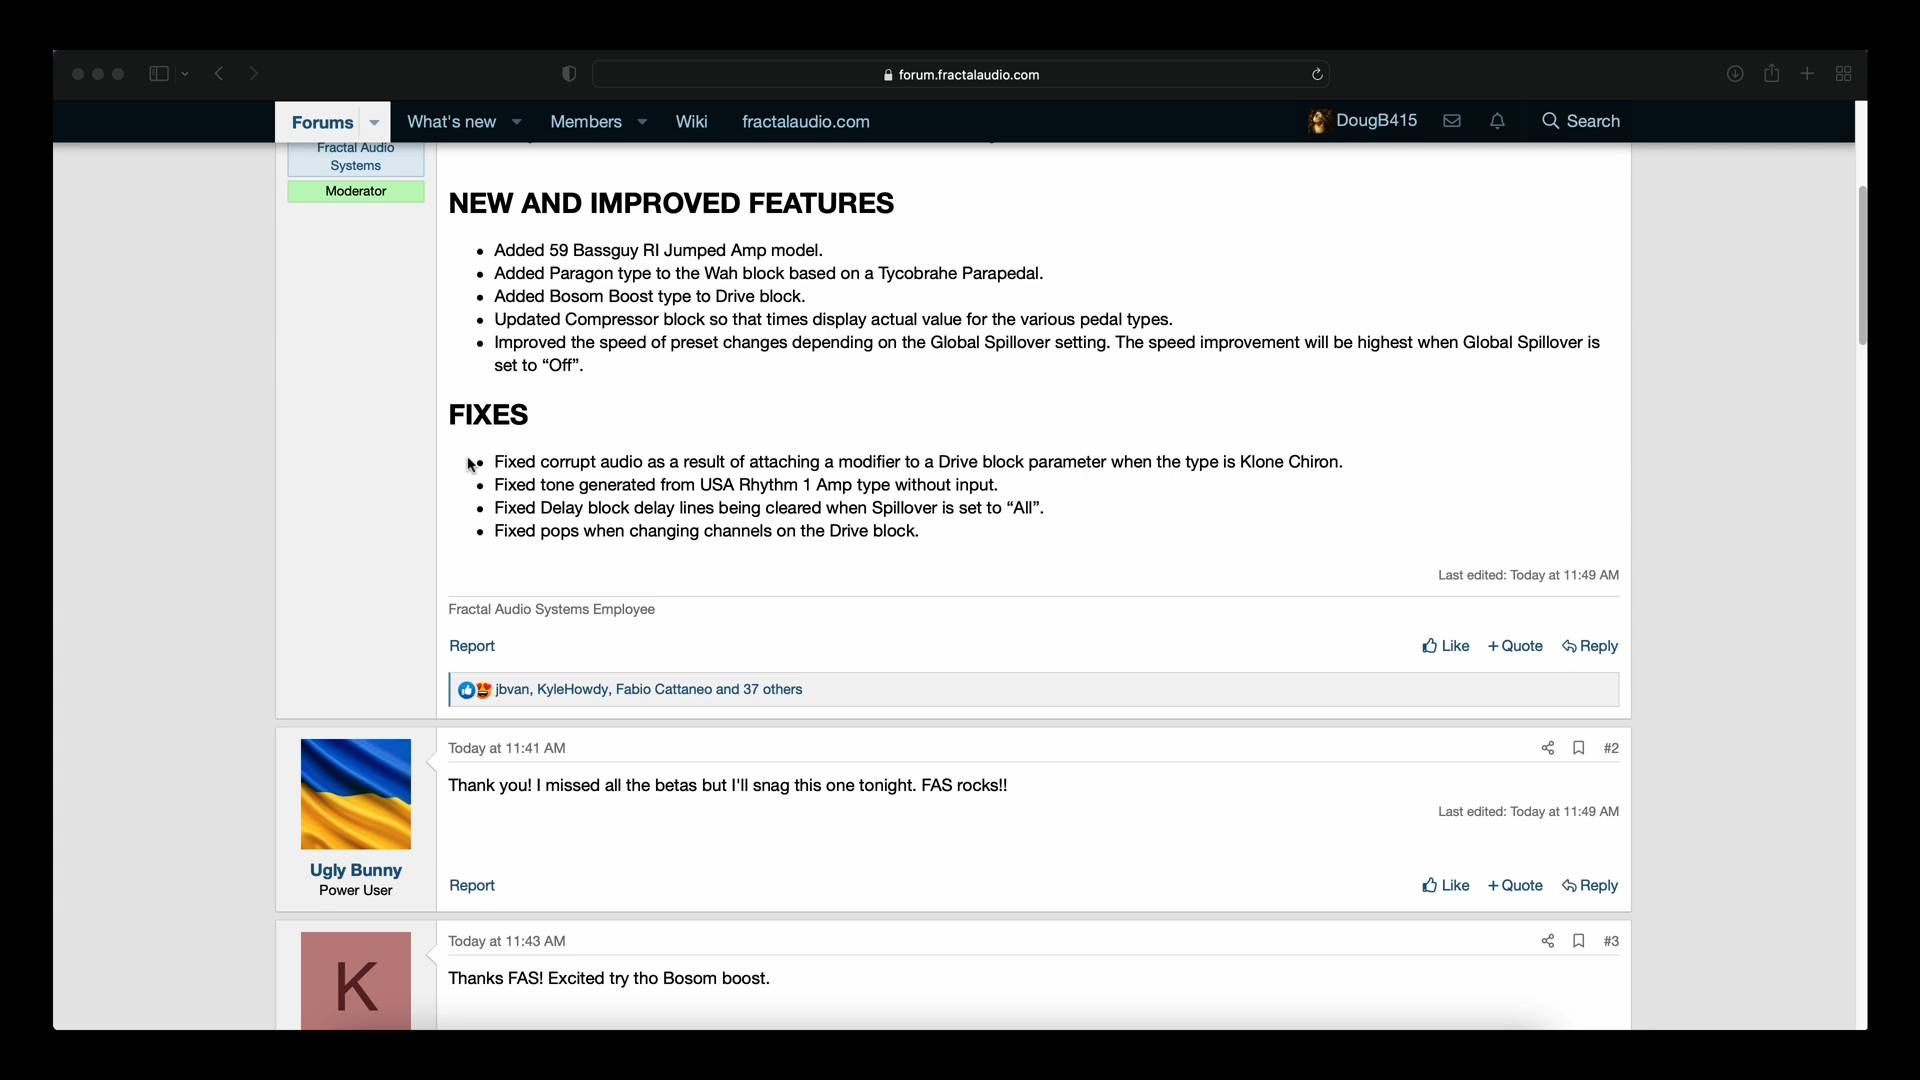 forum.fractalaudio.com
Forums
What's new
Members
Wiki
fractalaudio.com
DougB415
Search
Fractal Audio
Systems
Moderator
NEW AND IMPROVED FEATURES
• Added 59 Bassguy RI Jumped Amp model.
• Added Paragon type to the Wah block based on a Tycobrahe Parapedal.
• Added Bosom Boost type to Drive block.
• Updated Compressor block so that times display actual value for the various pedal types.
• Improved the speed of preset changes depending on the Global Spillover setting. The speed improvement will be highest when Global Spillover is
set to “Off”.
FIXES
• Fixed corrupt audio as a result of attaching a modifier to a Drive block parameter when the type is Klone Chiron.
• Fixed tone generated from USA Rhythm 1 Amp type without input.
• Fixed Delay block delay lines being cleared when Spillover is set to “All”.
• Fixed pops when changing channels on the Drive block.
Last edited: Today at 11:49 AM
Fractal Audio Systems Employee
Report
Like
+Quote
Reply
jbvan, KyleHowdy, Fabio Cattaneo and 37 others
Today at 11:41 AM
#2
Thank you! I missed all the betas but I'll snag this one tonight. FAS rocks!!
Last edited: Today at 11:49 AM
Ugly Bunny
Power User
Report
Like
+Quote
Reply
Today at 11:43 AM
#3
K
Thanks FAS! Excited try tho Bosom boost.